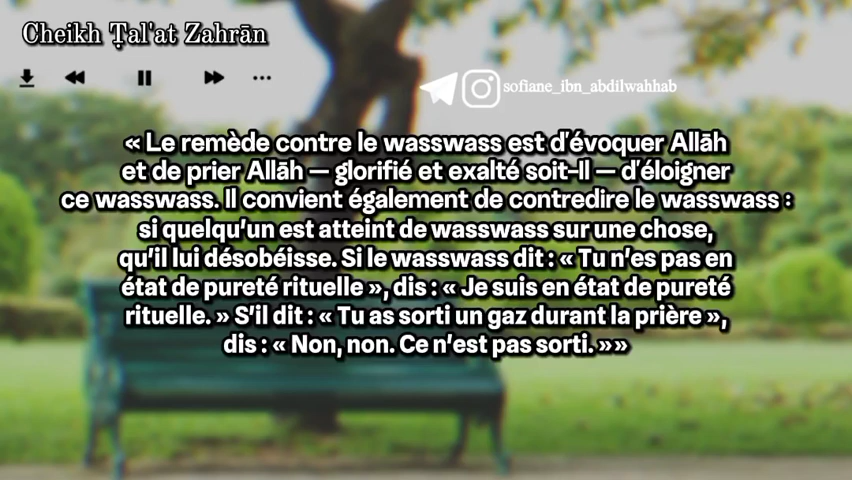 Cheikh Ṭal'at Zahrān
sofiane_ibn_abdilwahhab
« Le remède contre le wasswass est d'évoquer Allāh
et de prier Allāh — glorifié et exalté soit-Il — d'éloigner
ce wasswass. Il convient également de contredire le wasswass :
si quelqu'un est atteint de wasswass sur une chose,
qu'il lui désobéisse. Si le wasswass dit : « Tu n'es pas en
état de pureté rituelle », dis : « Je suis en état de pureté
rituelle. » S'il dit : « Tu as sorti un gaz durant la prière »,
dis : « Non, non. Ce n'est pas sorti. »»